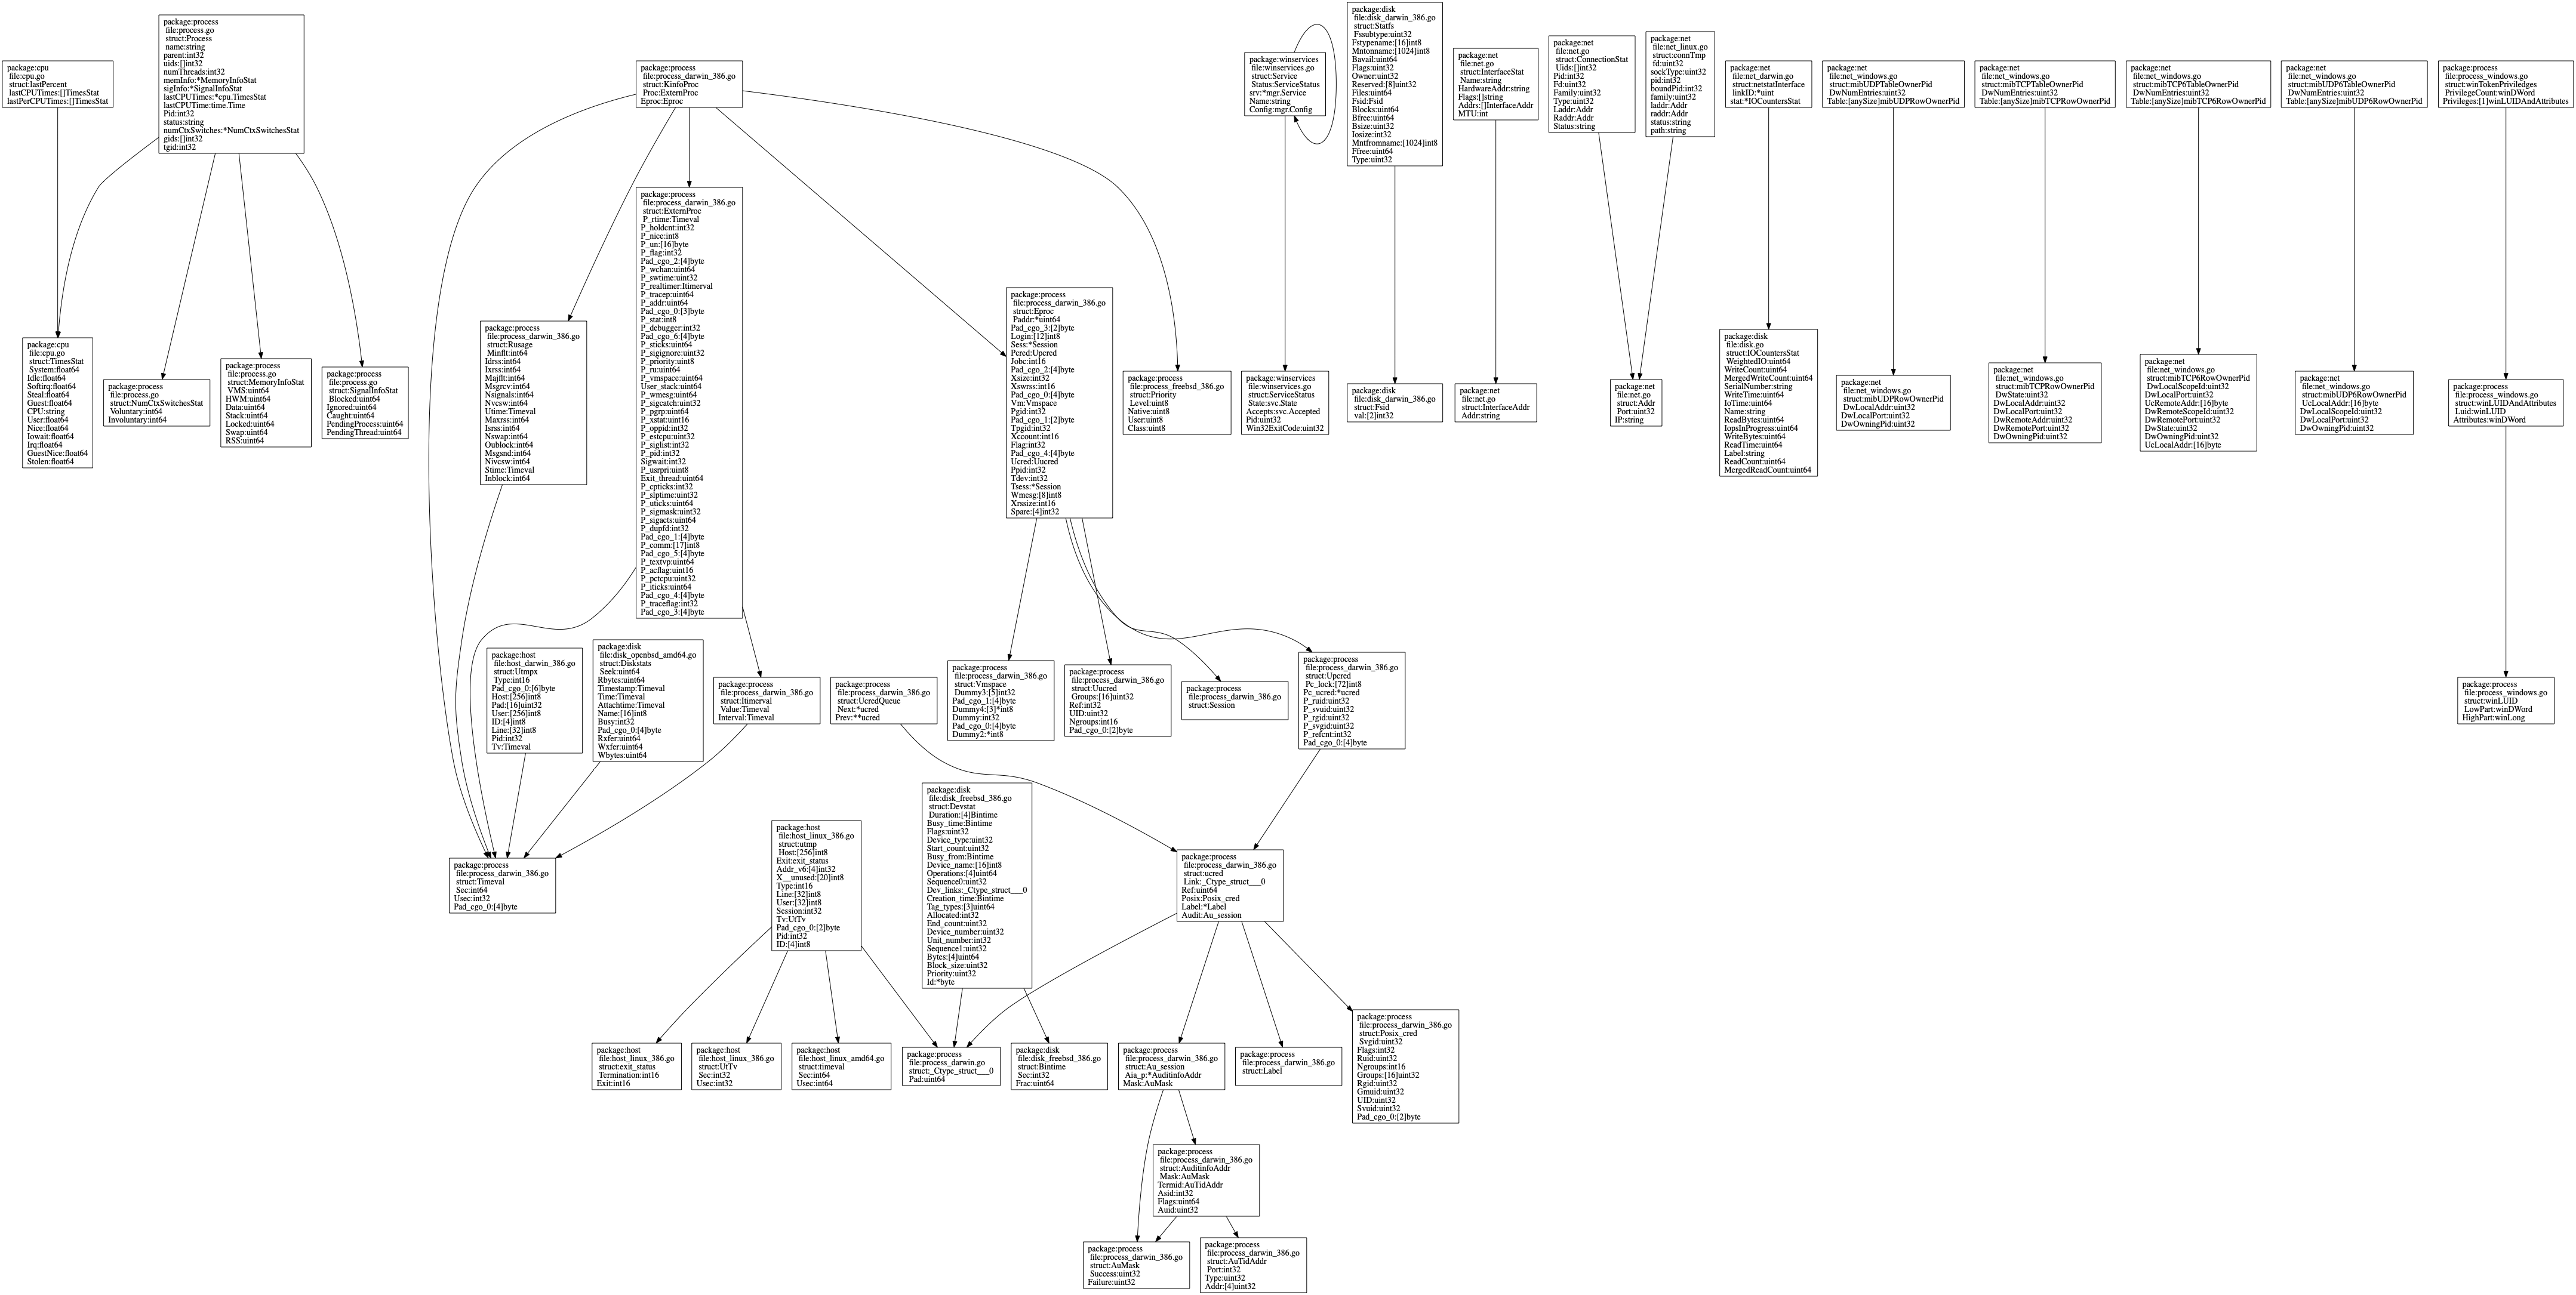 package:cpu
file:cpu.go
struct:lastPercent
lastCPUTimes:[]TimesStat
lastPerCPUTimes:[]TimesStat
package:process
file:process.go
struct:Process
name:string
parent:int32
uids:[]int32
numThreads:int32
memInfo:*MemoryInfoStat
sigInfo:*SignalInfoStat
lastCPUTimes:*cpu.TimesStat
lastCPUTime:time.Time
Pid:int32
status:string
numCtxSwitches:*NumCtxSwitchesStat
gids:[]int32
tgid:int32
package:process
file:process_darwin_386.go
struct:KinfoProc
Proc:ExternProc
Eproc:Eproc
package:winservices
file:winservices.go
struct:Service
Status:ServiceStatus
srv:*mgr.Service
Name:string
Config:mgr.Config
package:disk
file:disk_darwin_386.go
struct:Statfs
Fssubtype:uint32
Fstypename:[16]int8
Mntonname:[1024]int8
Bavail:uint64
Flags:uint32
Owner:uint32
Reserved:[8]uint32
Files:uint64
Fsid:Fsid
Blocks:uint64
Bfree:uint64
Bsize:uint32
Iosize:int32
Mntfromname:[1024]int8
Ffree:uint64
Type:uint32
package:net
file:net.go
struct:InterfaceStat
Name:string
HardwareAddr:string
Flags:[]string
Addrs:[]InterfaceAddr
MTU:int
package:net
file:net.go
struct:ConnectionStat
Uids:[]int32
Pid:int32
Fd:uint32
Family:uint32
Type:uint32
Laddr:Addr
Raddr:Addr
Status:string
package:net
file:net_linux.go
struct:connTmp
fd:uint32
sockType:uint32
pid:int32
boundPid:int32
family:uint32
laddr:Addr
raddr:Addr
status:string
path:string
package:net
file:net_darwin.go
struct:netstatInterface
linkID:*uint
stat:*IOCountersStat
package:net
file:net_windows.go
struct:mibUDPTableOwnerPid
DwNumEntries:uint32
Table:[anySize]mibUDPRowOwnerPid
package:net
file:net_windows.go
struct:mibTCPTableOwnerPid
DwNumEntries:uint32
Table:[anySize]mibTCPRowOwnerPid
package:net
file:net_windows.go
struct:mibTCP6TableOwnerPid
DwNumEntries:uint32
Table:[anySize]mibTCP6RowOwnerPid
package:net
file:net_windows.go
struct:mibUDP6TableOwnerPid
DwNumEntries:uint32
Table:[anySize]mibUDP6RowOwnerPid
package:process
file:process_windows.go
struct:winTokenPriviledges
PrivilegeCount:winDWord
Privileges:[1]winLUIDAndAttributes
package:cpu
file:cpu.go
struct:TimesStat
System:float64
Idle:float64
Softirq:float64
Steal:float64
Guest:float64
CPU:string
User:float64
Nice:float64
Iowait:float64
Irq:float64
GuestNice:float64
Stolen:float64
package:process
file:process.go
struct:NumCtxSwitchesStat
Voluntary:int64
Involuntary:int64
package:process
file:process.go
struct:MemoryInfoStat
VMS:uint64
HWM:uint64
Data:uint64
Stack:uint64
Locked:uint64
Swap:uint64
RSS:uint64
package:process
file:process.go
struct:SignalInfoStat
Blocked:uint64
Ignored:uint64
Caught:uint64
PendingProcess:uint64
PendingThread:uint64
package:process
file:process_darwin_386.go
struct:Rusage
Minflt:int64
Idrss:int64
Ixrss:int64
Majflt:int64
Msgrcv:int64
Nsignals:int64
Nvcsw:int64
Utime:Timeval
Maxrss:int64
Isrss:int64
Nswap:int64
Oublock:int64
Msgsnd:int64
Nivcsw:int64
Stime:Timeval
Inblock:int64
package:process
file:process_darwin_386.go
struct:ExternProc
P_rtime:Timeval
P_holdcnt:int32
P_nice:int8
P_un:[16]byte
P_flag:int32
Pad_cgo_2:[4]byte
P_wchan:uint64
P_swtime:uint32
P_realtimer:Itimerval
P_tracep:uint64
P_addr:uint64
Pad_cgo_0:[3]byte
P_stat:int8
P_debugger:int32
Pad_cgo_6:[4]byte
P_sticks:uint64
P_sigignore:uint32
P_priority:uint8
P_ru:uint64
P_vmspace:uint64
User_stack:uint64
P_wmesg:uint64
P_sigcatch:uint32
P_pgrp:uint64
P_xstat:uint16
P_oppid:int32
P_estcpu:uint32
P_siglist:int32
P_pid:int32
Sigwait:int32
P_usrpri:uint8
Exit_thread:uint64
P_cpticks:int32
P_slptime:uint32
P_uticks:uint64
P_sigmask:uint32
P_sigacts:uint64
P_dupfd:int32
Pad_cgo_1:[4]byte
P_comm:[17]int8
Pad_cgo_5:[4]byte
P_textvp:uint64
P_acflag:uint16
P_pctcpu:uint32
P_iticks:uint64
Pad_cgo_4:[4]byte
P_traceflag:int32
Pad_cgo_3:[4]byte
package:process
file:process_darwin_386.go
struct:Eproc
Paddr:*uint64
Pad_cgo_3:[2]byte
Login:[12]int8
Sess:*Session
Pcred:Upcred
Jobc:int16
Pad_cgo_2:[4]byte
Xsize:int32
Xswrss:int16
Pad_cgo_0:[4]byte
Vm:Vmspace
Pgid:int32
Pad_cgo_1:[2]byte
Tpgid:int32
Xccount:int16
Flag:int32
Pad_cgo_4:[4]byte
Ucred:Uucred
Ppid:int32
Tdev:int32
Tsess:*Session
Wmesg:[8]int8
Xrssize:int16
Spare:[4]int32
package:process
file:process_freebsd_386.go
struct:Priority
Level:uint8
Native:uint8
User:uint8
Class:uint8
package:winservices
file:winservices.go
struct:ServiceStatus
State:svc.State
Accepts:svc.Accepted
Pid:uint32
Win32ExitCode:uint32
package:disk
file:disk_darwin_386.go
struct:Fsid
val:[2]int32
package:net
file:net.go
struct:InterfaceAddr
Addr:string
package:net
file:net.go
struct:Addr
Port:uint32
IP:string
package:disk
file:disk.go
struct:IOCountersStat
WeightedIO:uint64
WriteCount:uint64
MergedWriteCount:uint64
SerialNumber:string
WriteTime:uint64
IoTime:uint64
Name:string
ReadBytes:uint64
IopsInProgress:uint64
WriteBytes:uint64
ReadTime:uint64
Label:string
ReadCount:uint64
MergedReadCount:uint64
package:net
file:net_windows.go
struct:mibUDPRowOwnerPid
DwLocalAddr:uint32
DwLocalPort:uint32
DwOwningPid:uint32
package:net
file:net_windows.go
struct:mibTCPRowOwnerPid
DwState:uint32
DwLocalAddr:uint32
DwLocalPort:uint32
DwRemoteAddr:uint32
DwRemotePort:uint32
DwOwningPid:uint32
package:net
file:net_windows.go
struct:mibTCP6RowOwnerPid
DwLocalScopeId:uint32
DwLocalPort:uint32
UcRemoteAddr:[16]byte
DwRemoteScopeId:uint32
DwRemotePort:uint32
DwState:uint32
DwOwningPid:uint32
UcLocalAddr:[16]byte
package:net
file:net_windows.go
struct:mibUDP6RowOwnerPid
UcLocalAddr:[16]byte
DwLocalScopeId:uint32
DwLocalPort:uint32
DwOwningPid:uint32
package:process
file:process_windows.go
struct:winLUIDAndAttributes
Luid:winLUID
Attributes:winDWord
package:host
file:host_darwin_386.go
struct:Utmpx
Type:int16
Pad_cgo_0:[6]byte
Host:[256]int8
Pad:[16]uint32
User:[256]int8
ID:[4]int8
Line:[32]int8
Pid:int32
Tv:Timeval
package:disk
file:disk_openbsd_amd64.go
struct:Diskstats
Seek:uint64
Rbytes:uint64
Timestamp:Timeval
Time:Timeval
Attachtime:Timeval
Name:[16]int8
Busy:int32
Pad_cgo_0:[4]byte
Rxfer:uint64
Wxfer:uint64
Wbytes:uint64
package:process
file:process_darwin_386.go
struct:Itimerval
Value:Timeval
Interval:Timeval
package:process
file:process_darwin_386.go
struct:UcredQueue
Next:*ucred
Prev:**ucred
package:process
file:process_darwin_386.go
struct:Vmspace
Dummy3:[5]int32
Pad_cgo_1:[4]byte
Dummy4:[3]*int8
Dummy:int32
Pad_cgo_0:[4]byte
Dummy2:*int8
package:process
file:process_darwin_386.go
struct:Uucred
Groups:[16]uint32
Ref:int32
UID:uint32
Ngroups:int16
Pad_cgo_0:[2]byte
package:process
file:process_darwin_386.go
struct:Session
package:process
file:process_darwin_386.go
struct:Upcred
Pc_lock:[72]int8
Pc_ucred:*ucred
P_ruid:uint32
P_svuid:uint32
P_rgid:uint32
P_svgid:uint32
P_refcnt:int32
Pad_cgo_0:[4]byte
package:process
file:process_windows.go
struct:winLUID
LowPart:winDWord
HighPart:winLong
package:process
file:process_darwin_386.go
struct:Timeval
Sec:int64
Usec:int32
Pad_cgo_0:[4]byte
package:host
file:host_linux_386.go
struct:utmp
Host:[256]int8
Exit:exit_status
Addr_v6:[4]int32
X__unused:[20]int8
Type:int16
Line:[32]int8
User:[32]int8
Session:int32
Tv:UtTv
Pad_cgo_0:[2]byte
Pid:int32
ID:[4]int8
package:disk
file:disk_freebsd_386.go
struct:Devstat
Duration:[4]Bintime
Busy_time:Bintime
Flags:uint32
Device_type:uint32
Start_count:uint32
Busy_from:Bintime
Device_name:[16]int8
Operations:[4]uint64
Sequence0:uint32
Dev_links:_Ctype_struct___0
Creation_time:Bintime
Tag_types:[3]uint64
Allocated:int32
End_count:uint32
Device_number:uint32
Unit_number:int32
Sequence1:uint32
Bytes:[4]uint64
Block_size:uint32
Priority:uint32
Id:*byte
package:process
file:process_darwin_386.go
struct:ucred
Link:_Ctype_struct___0
Ref:uint64
Posix:Posix_cred
Label:*Label
Audit:Au_session
package:host
file:host_linux_386.go
struct:exit_status
Termination:int16
Exit:int16
package:host
file:host_linux_386.go
struct:UtTv
Sec:int32
Usec:int32
package:host
file:host_linux_amd64.go
struct:timeval
Sec:int64
Usec:int64
package:process
file:process_darwin.go
struct:_Ctype_struct___0
Pad:uint64
package:disk
file:disk_freebsd_386.go
struct:Bintime
Sec:int32
Frac:uint64
package:process
file:process_darwin_386.go
struct:Au_session
Aia_p:*AuditinfoAddr
Mask:AuMask
package:process
file:process_darwin_386.go
struct:Label
package:process
file:process_darwin_386.go
struct:Posix_cred
Svgid:uint32
Flags:int32
Ruid:uint32
Ngroups:int16
Groups:[16]uint32
Rgid:uint32
Gmuid:uint32
UID:uint32
Svuid:uint32
Pad_cgo_0:[2]byte
package:process
file:process_darwin_386.go
struct:AuditinfoAddr
Mask:AuMask
Termid:AuTidAddr
Asid:int32
Flags:uint64
Auid:uint32
package:process
file:process_darwin_386.go
struct:AuMask
Success:uint32
Failure:uint32
package:process
file:process_darwin_386.go
struct:AuTidAddr
Port:int32
Type:uint32
Addr:[4]uint32